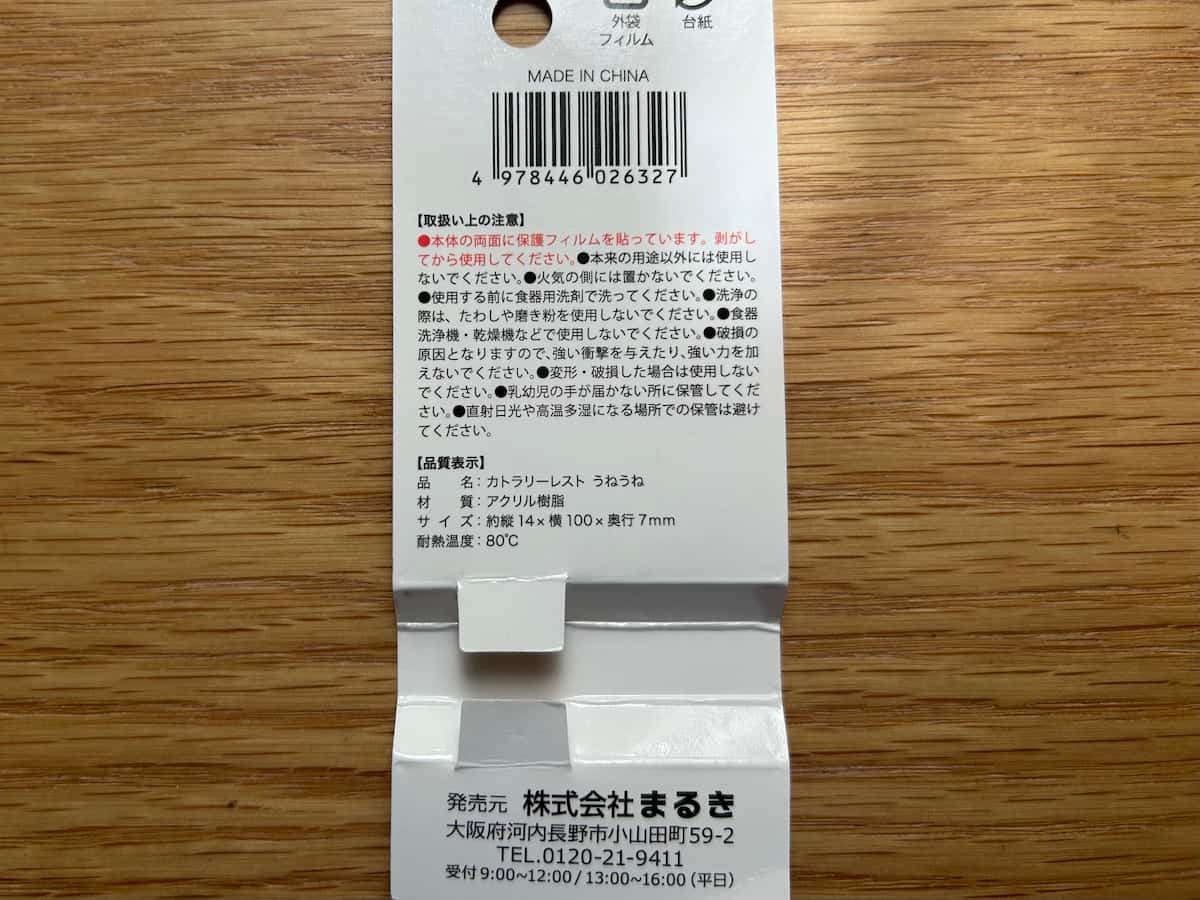 外袋 台紙
フィルム
MADE IN CHINA
4 978446 026327
【取扱い上の注意】
●本体の両面に保護フィルムを貼っています。剥がし
てから使用してください。●本来の用途以外には使用し
ないでください。●火気の側には置かないでください。
●使用する前に食器用洗剤で洗ってください。●洗浄の
際は、たわしや磨き粉を使用しないでください。●食器
洗浄機・乾燥機などで使用しないでください。●破損の
原因となりますので、強い衝撃を与えたり、強い力を加
えないでください。●変形・破損した場合は使用しない
でください。●乳幼児の手が届かない所に保管してくだ
さい。●直射日光や高温多湿になる場所での保管は避け
てください。
【品質表示】
品　　名：カトラリーレスト うねうね
材　　質：アクリル樹脂
サ イ ズ：約縦14×横100×奥行7mm
耐熱温度：80℃
発売元 株式会社まるき
大阪府河内長野市小山田町59-2
TEL.0120-21-9411
受付9:00~12:00/13:00~16:00（平日）